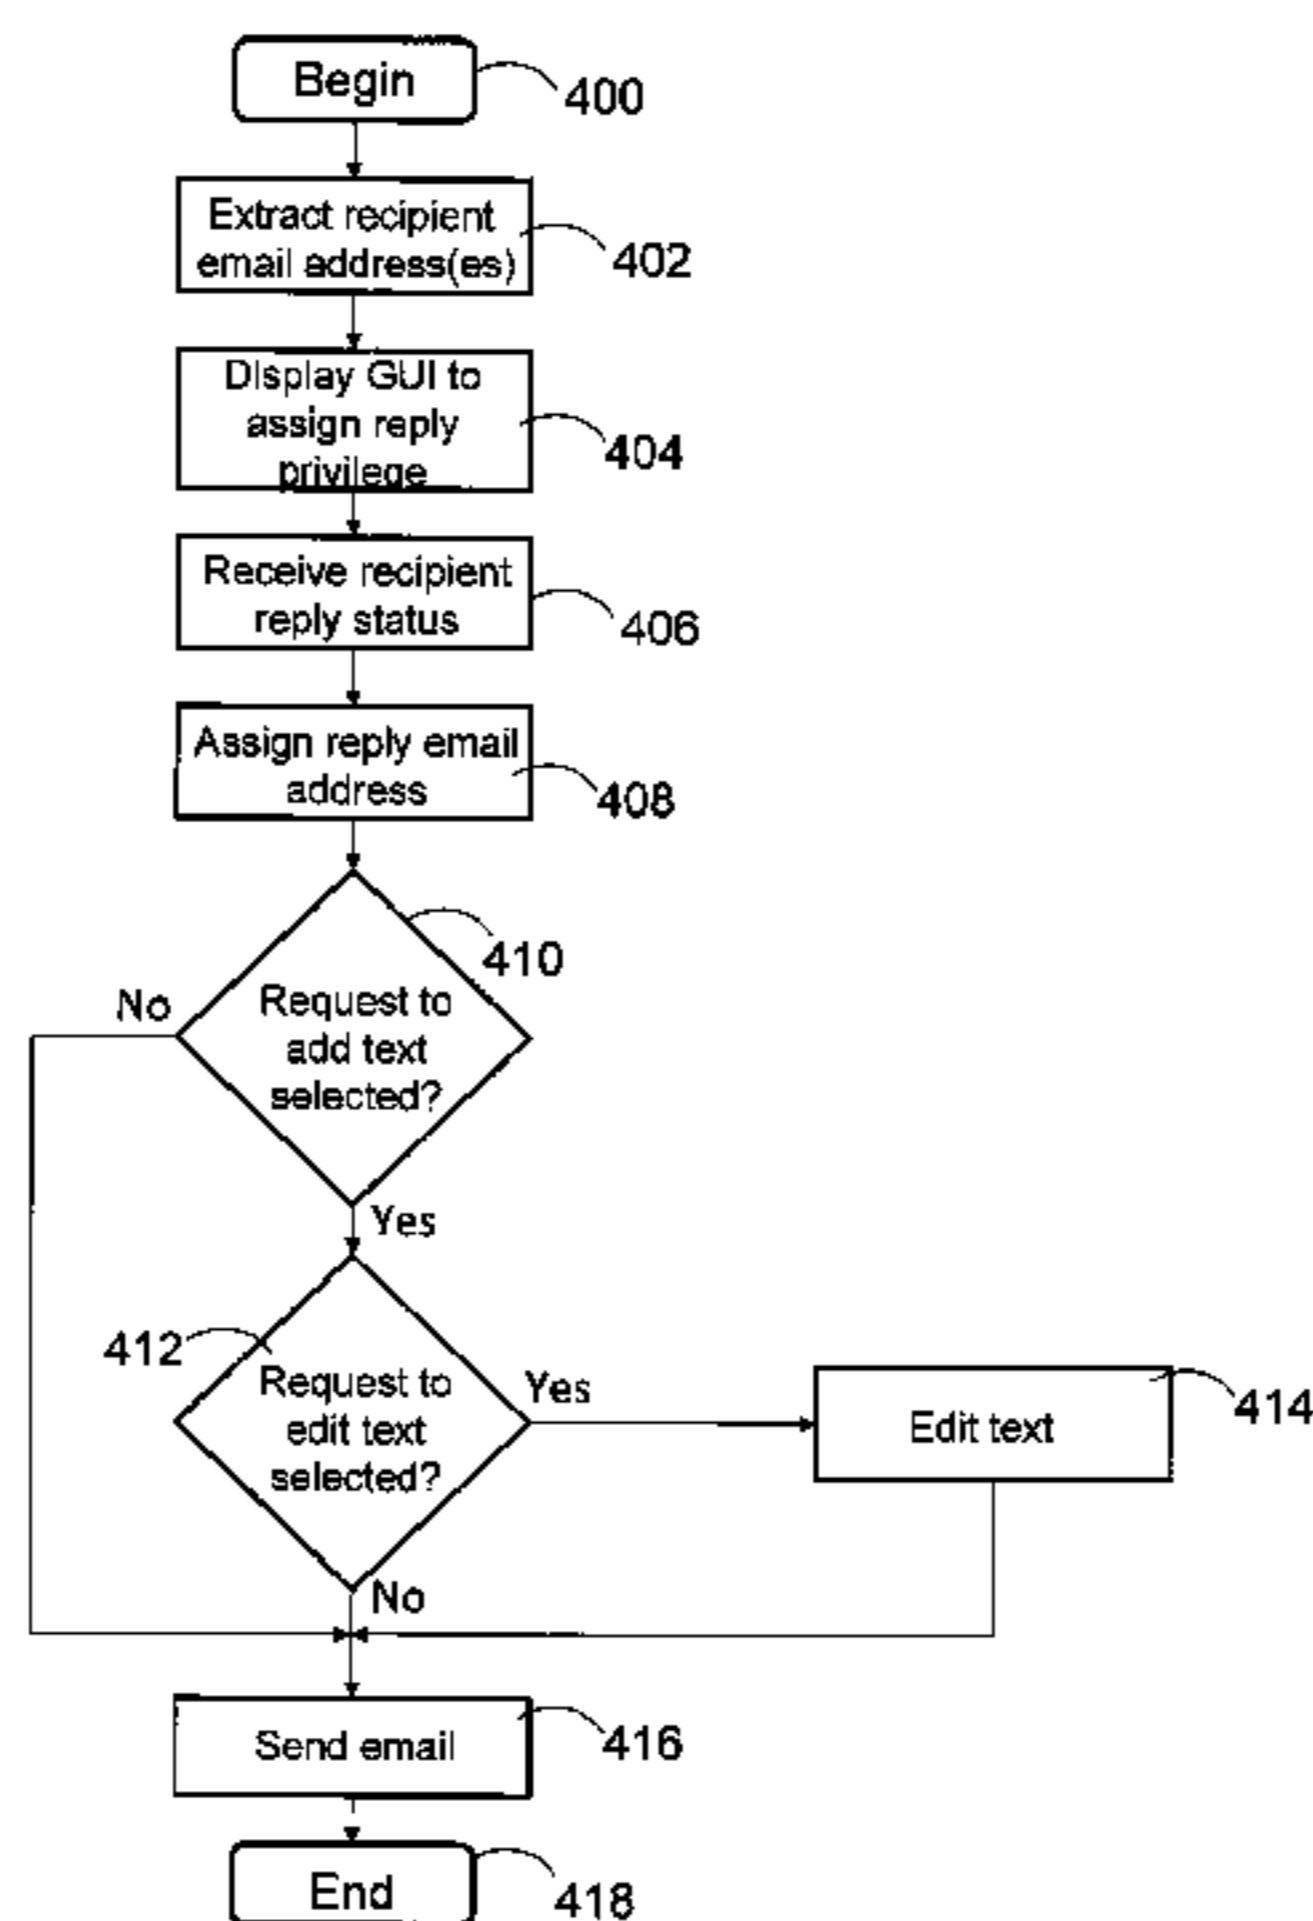 Begin
400
Extract recipient
email address(es)
402
Display GUI to
assign reply
privilege
404
Receive recipient
reply status
406
Assign reply email
address
408
410
No
Request to
add text
selected?
Yes
412
Request to
edit text
selected?
Yes
Edit text
414
No
Send email
416
End
418